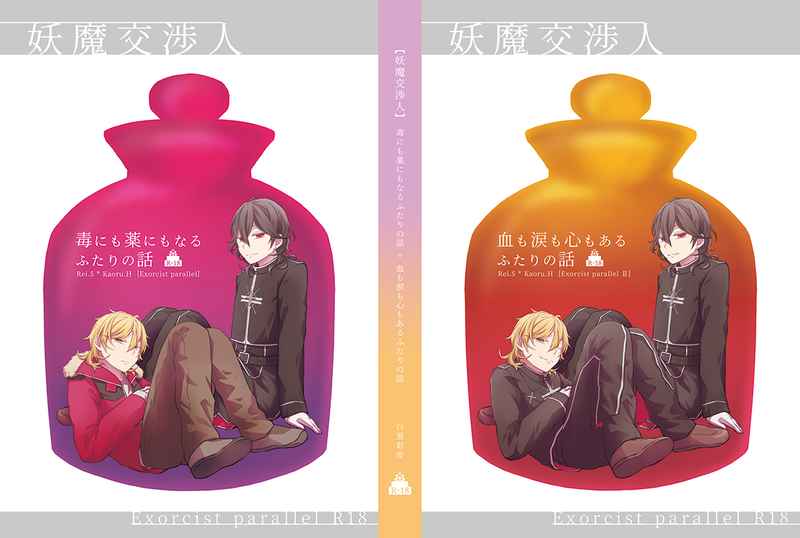 妖魔交渉人
毒にも薬にもなる
ふたりの話 R-18
Rei.S * Kaoru.H [Exorcist parallel]
Exorcist parallel R18
【妖魔交渉人】 毒にも薬にもなるふたりの話 + 血も涙も心もあるふたりの話
R-18
妖魔交渉人
血も涙も心もある
ふたりの話 R-18
Rei.S * Kaoru.H [Exorcist parallel Ⅱ]
Exorcist parallel R18